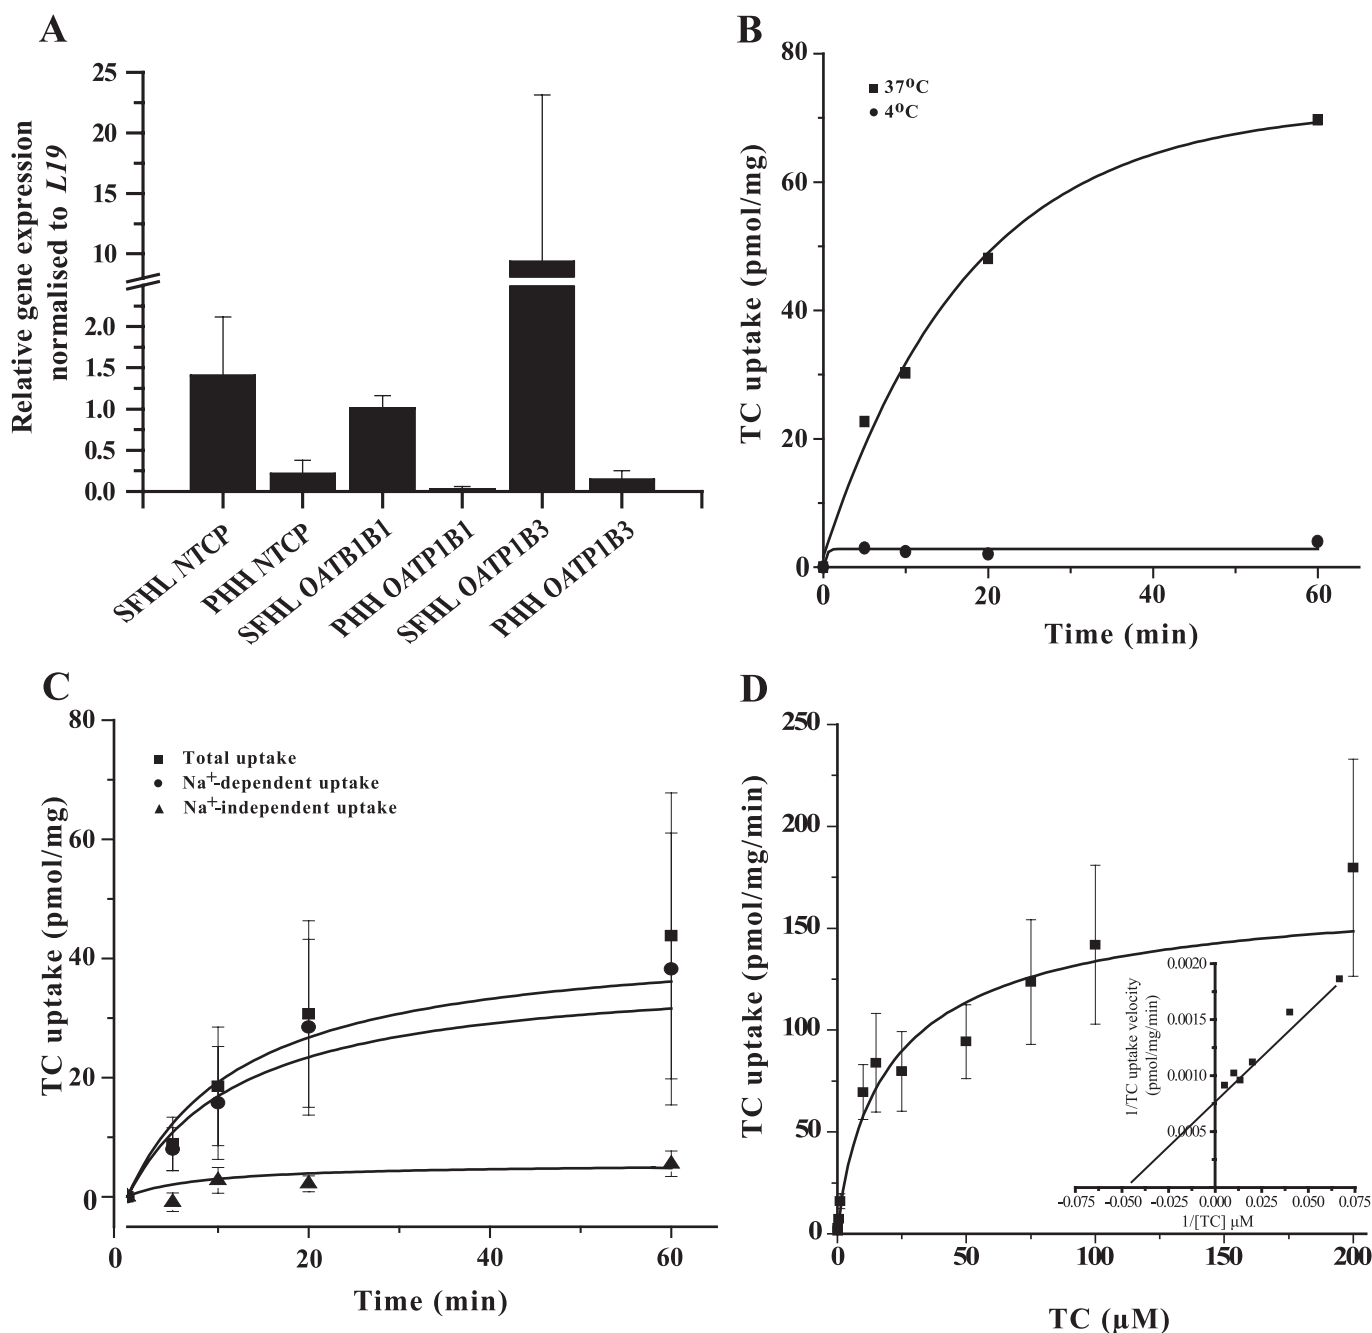 A
Relative gene expression
normalised to L19
25
20
15
10
2.0
1.5
1.0
0.5
0.0
SFHL NTCP
PHH NTCP
SFHL OATB1B1
PHH OATP1B1
SFHL OATP1B3
PHH OATP1B3
B
TC uptake (pmol/mg)
80
60
40
20
0
37ºC
4ºC
0
20
40
60
Time (min)
C
TC uptake (pmol/mg)
80
60
40
20
0
Total uptake
Na+-dependent uptake
Na+-independent uptake
0
20
40
60
Time (min)
D
TC uptake (pmol/mg/min)
250
200
150
100
50
0
1/TC uptake velocity
(pmol/mg/min)
0.0020
0.0015
0.0010
0.0005
-0.075
-0.050
-0.025
0.000
0.025
0.050
0.075
1/[TC] µM
0
50
100
150
200
TC (µM)